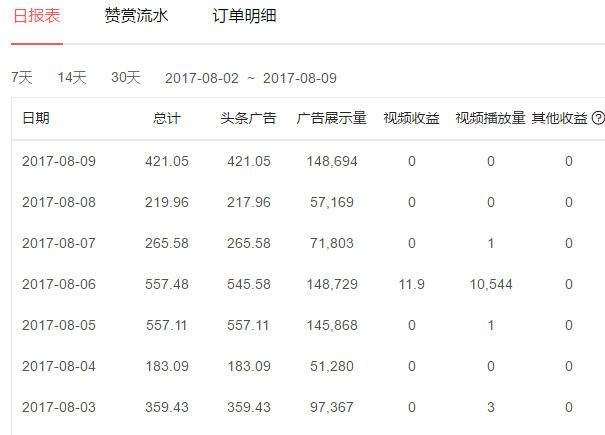 日报表 赞赏流水 订单明细
7天 14天 30天 2017-08-02 ~ 2017-08-09
日期 总计 头条广告 广告展示量 视频收益 视频播放量 其他收益 ?
2017-08-09 421.05 421.05 148,694 0 0 0
2017-08-08 219.96 217.96 57,169 0 0 0
2017-08-07 265.58 265.58 71,803 0 1 0
2017-08-06 557.48 545.58 148,729 11.9 10,544 0
2017-08-05 557.11 557.11 145,868 0 1 0
2017-08-04 183.09 183.09 51,280 0 0 0
2017-08-03 359.43 359.43 97,367 0 3 0